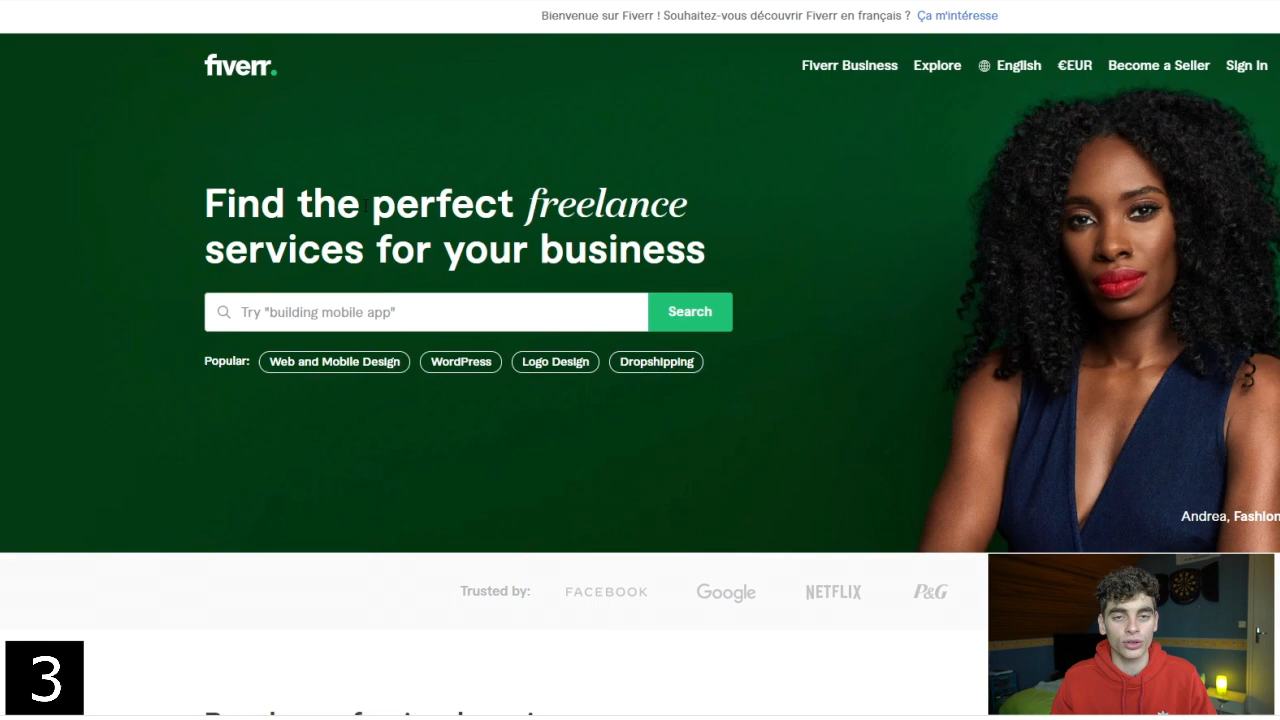 Bienvenue sur Fiverr ! Souhaitez-vous découvrir Fiverr en français ? Ça m'intéresse
fiverr.
Fiverr Business Explore English €EUR Become a Seller Sign In
Find the perfect freelance
services for your business
Try "building mobile app" Search
Popular: Web and Mobile Design WordPress Logo Design Dropshipping
Andrea, Fashion
Trusted by: FACEBOOK Google NETFLIX P&G
3